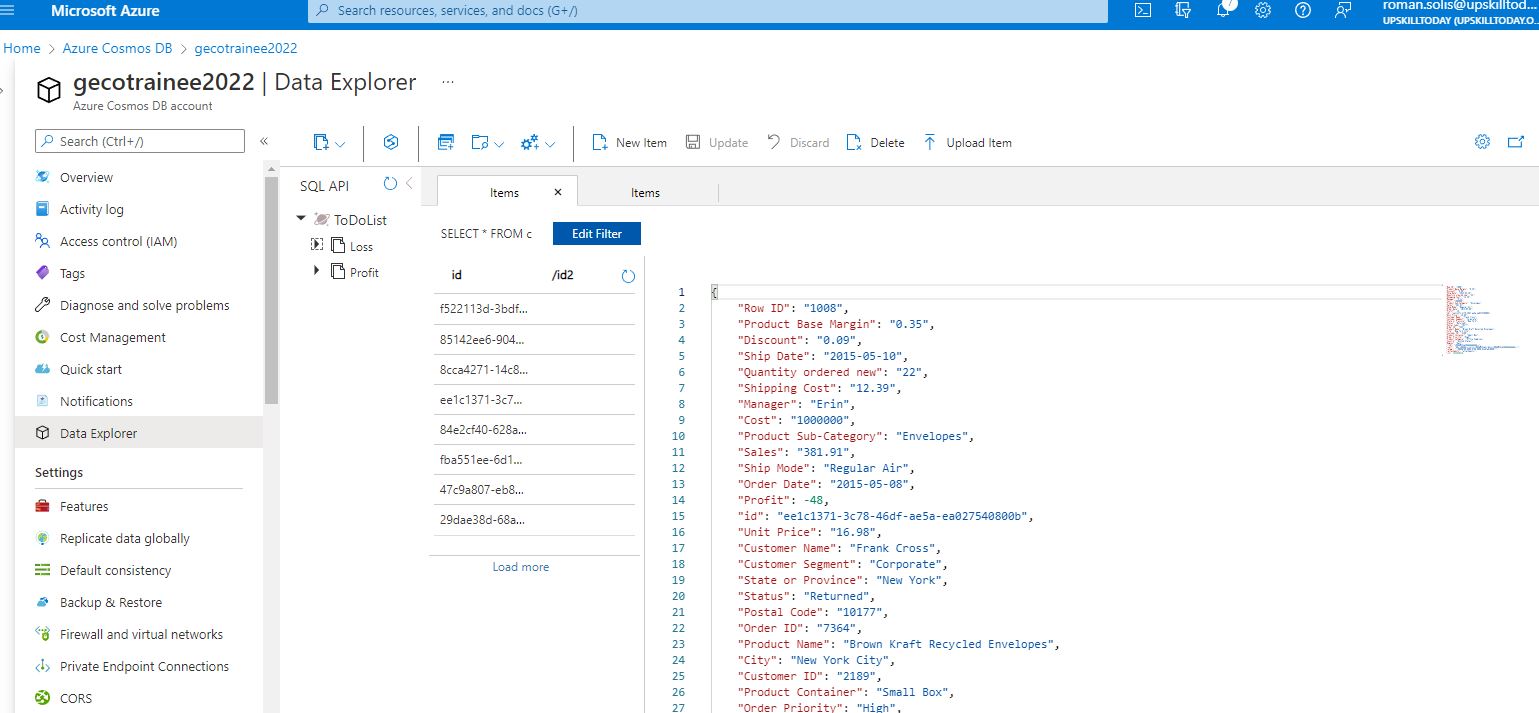 Microsoft Azure
Search resources, services, and docs (G+/)
7
roman.solis@upskilltod...
UPSKILLTODAY (UPSKILLTODAY.O...
Home > Azure Cosmos DB > gecotrainee2022
gecotrainee2022 | Data Explorer ...
Azure Cosmos DB account
Search (Ctrl+/)
«
New Item
Update
Discard
Delete
Upload Item
Overview
Activity log
Access control (IAM)
Tags
Diagnose and solve problems
Cost Management
Quick start
Notifications
Data Explorer
Settings
Features
Replicate data globally
Default consistency
Backup & Restore
Firewall and virtual networks
Private Endpoint Connections
CORS
SQL API
ToDoList
Loss
Profit
Items
Items
SELECT * FROM c
Edit Filter
id /id2
f522113d-3bdf...
85142ee6-904...
8cca4271-14c8...
ee1c1371-3c7...
84e2cf40-628a...
fba551ee-6d1...
47c9a807-eb8...
29dae38d-68a...
Load more
1 {
2 "Row ID": "1008",
3 "Product Base Margin": "0.35",
4 "Discount": "0.09",
5 "Ship Date": "2015-05-10",
6 "Quantity ordered new": "22",
7 "Shipping Cost": "12.39",
8 "Manager": "Erin",
9 "Cost": "1000000",
10 "Product Sub-Category": "Envelopes",
11 "Sales": "381.91",
12 "Ship Mode": "Regular Air",
13 "Order Date": "2015-05-08",
14 "Profit": -48,
15 "id": "ee1c1371-3c78-46df-ae5a-ea027540800b",
16 "Unit Price": "16.98",
17 "Customer Name": "Frank Cross",
18 "Customer Segment": "Corporate",
19 "State or Province": "New York",
20 "Status": "Returned",
21 "Postal Code": "10177",
22 "Order ID": "7364",
23 "Product Name": "Brown Kraft Recycled Envelopes",
24 "City": "New York City",
25 "Customer ID": "2189",
26 "Product Container": "Small Box",
27 "Order Priority": "High",